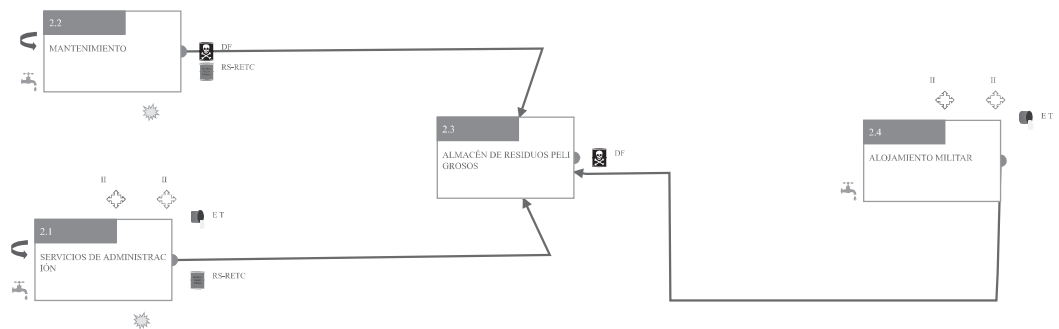 2.2
MANTENIMIENTO
DF
RS-RETC
2.3
ALMACÉN DE RESIDUOS PELI
GROSOS
DF
II
II
E T
2.4
ALOJAMIENTO MILITAR
II
II
E T
2.1
SERVICIOS DE ADMINISTRAC
IÓN
RS-RETC